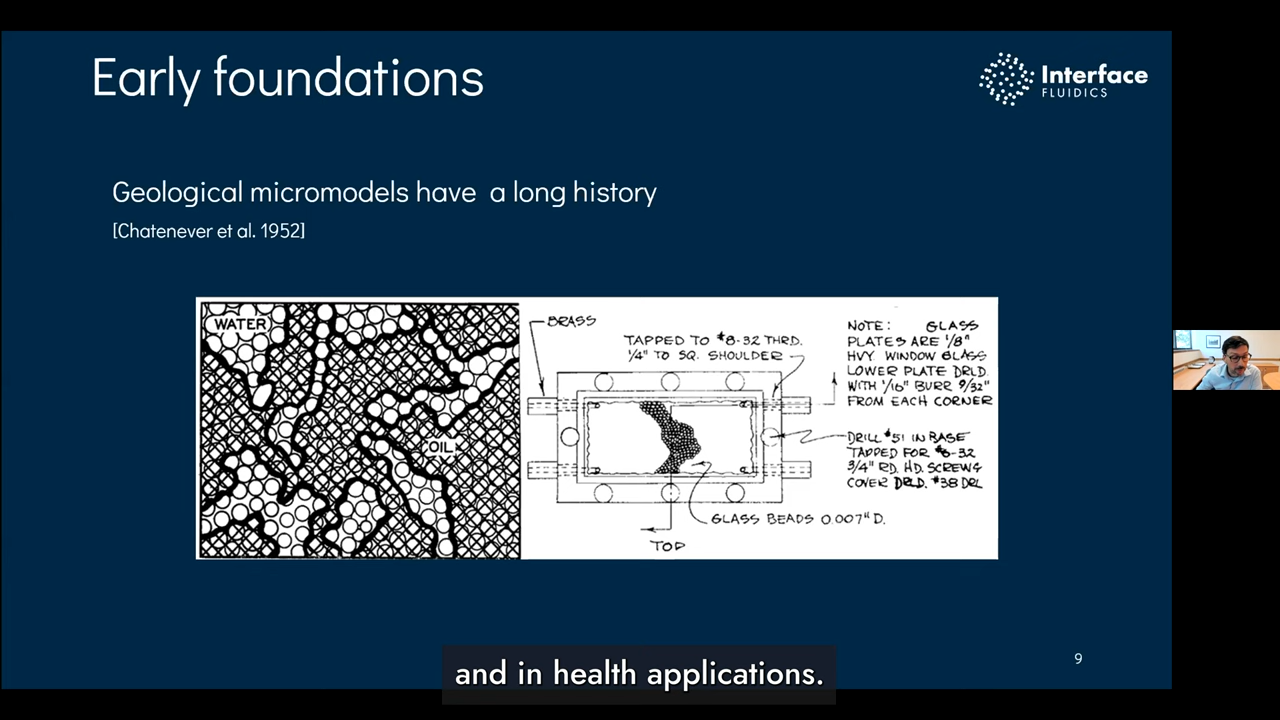 Early foundations
Interface
FLUIDICS
Geological micromodels have a long history
[Chatenever et al. 1952]
WATER
OIL
BRASS
TAPPED TO #8-32 THRD.
1/4" TO SQ. SHOULDER
NOTE: GLASS
PLATES ARE 1/8"
HVY. WINDOW GLASS
LOWER PLATE DRLD.
WITH 1/16" BURR 9/32"
FROM EACH CORNER
DRILL #51 IN BASE
TAPPED FOR #8-32
3/4" RD. HD. SCREWS
COVER DRLD. #38 DRL
GLASS BEADS 0.007" D.
TOP
9
and in health applications.